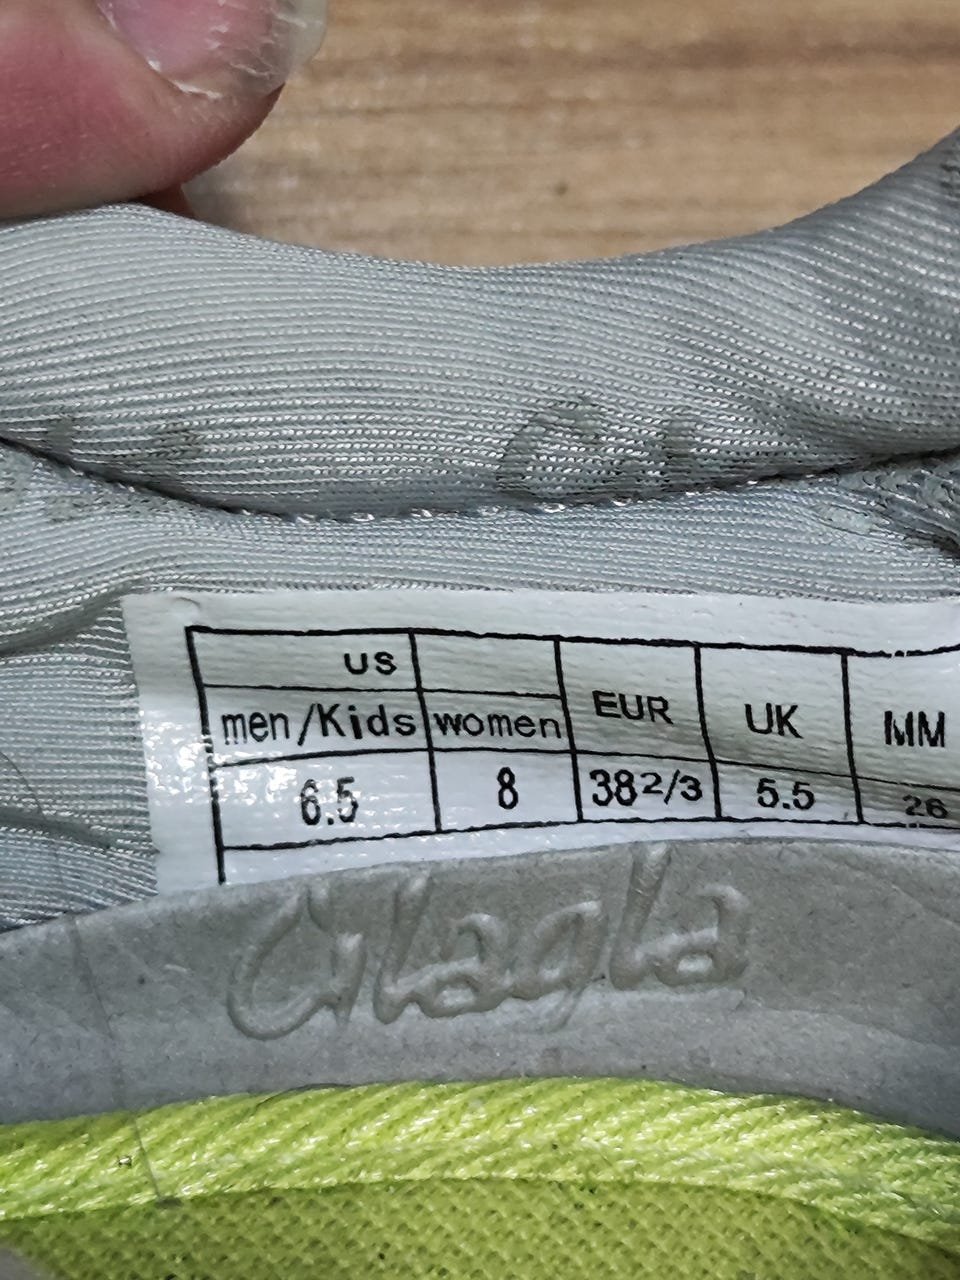 US
men/Kids women EUR UK MM
6.5 8 38 2/3 5.5 26